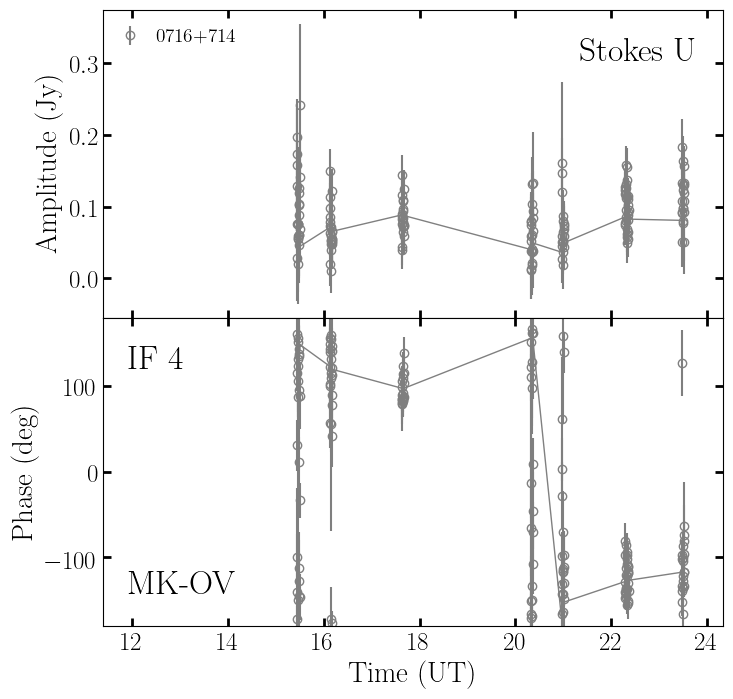 0716+714
Stokes U
0.3
0.2
0.1
0.0
Amplitude (Jy)
IF 4
100
0
−100
Phase (deg)
MK-OV
12 14 16 18 20 22 24
Time (UT)